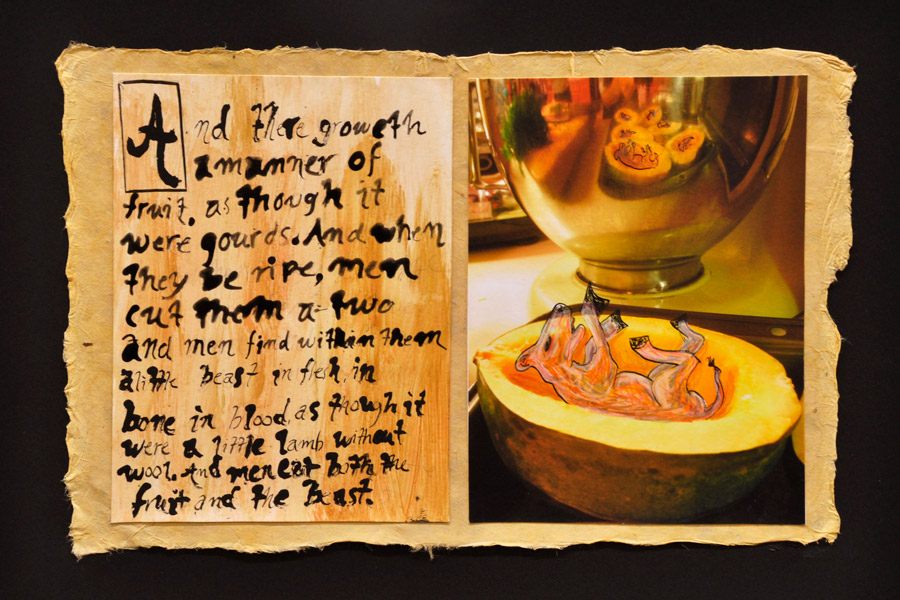 And there groweth
a manner of
fruit, as though it
were gourds. And when
they be ripe, men
cut them a-two
and men find within them
a little beast in flesh, in
bone in blood, as though it
were a little lamb without
wool. And men eat both the
fruit and the beast.